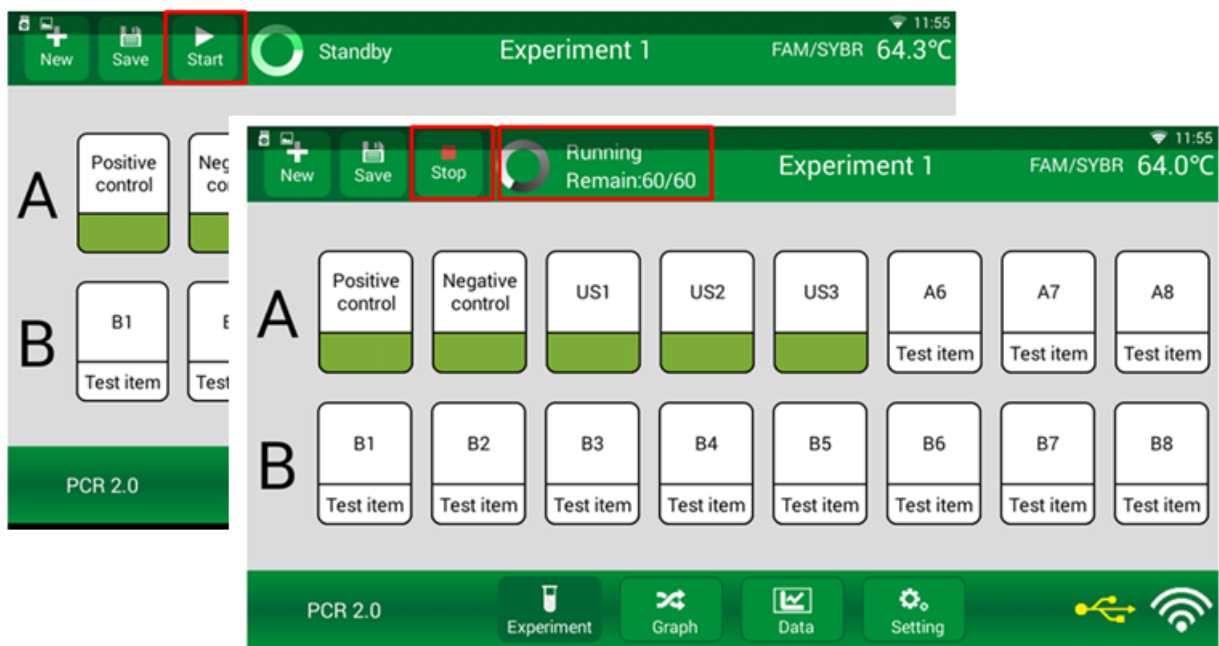 11:55
New Save Start Standby Experiment 1 FAM/SYBR 64.3℃
A
Positive
control
B
B1
Test item
PCR 2.0
11:55
New Save Stop
Running
Remain:60/60
Experiment 1 FAM/SYBR 64.0℃
A
Positive
control
Negative
control
US1 US2 US3 A6 A7 A8
Test item Test item Test item
B
B1 B2 B3 B4 B5 B6 B7 B8
Test item Test item Test item Test item Test item Test item Test item Test item
PCR 2.0 Experiment Graph Data Setting